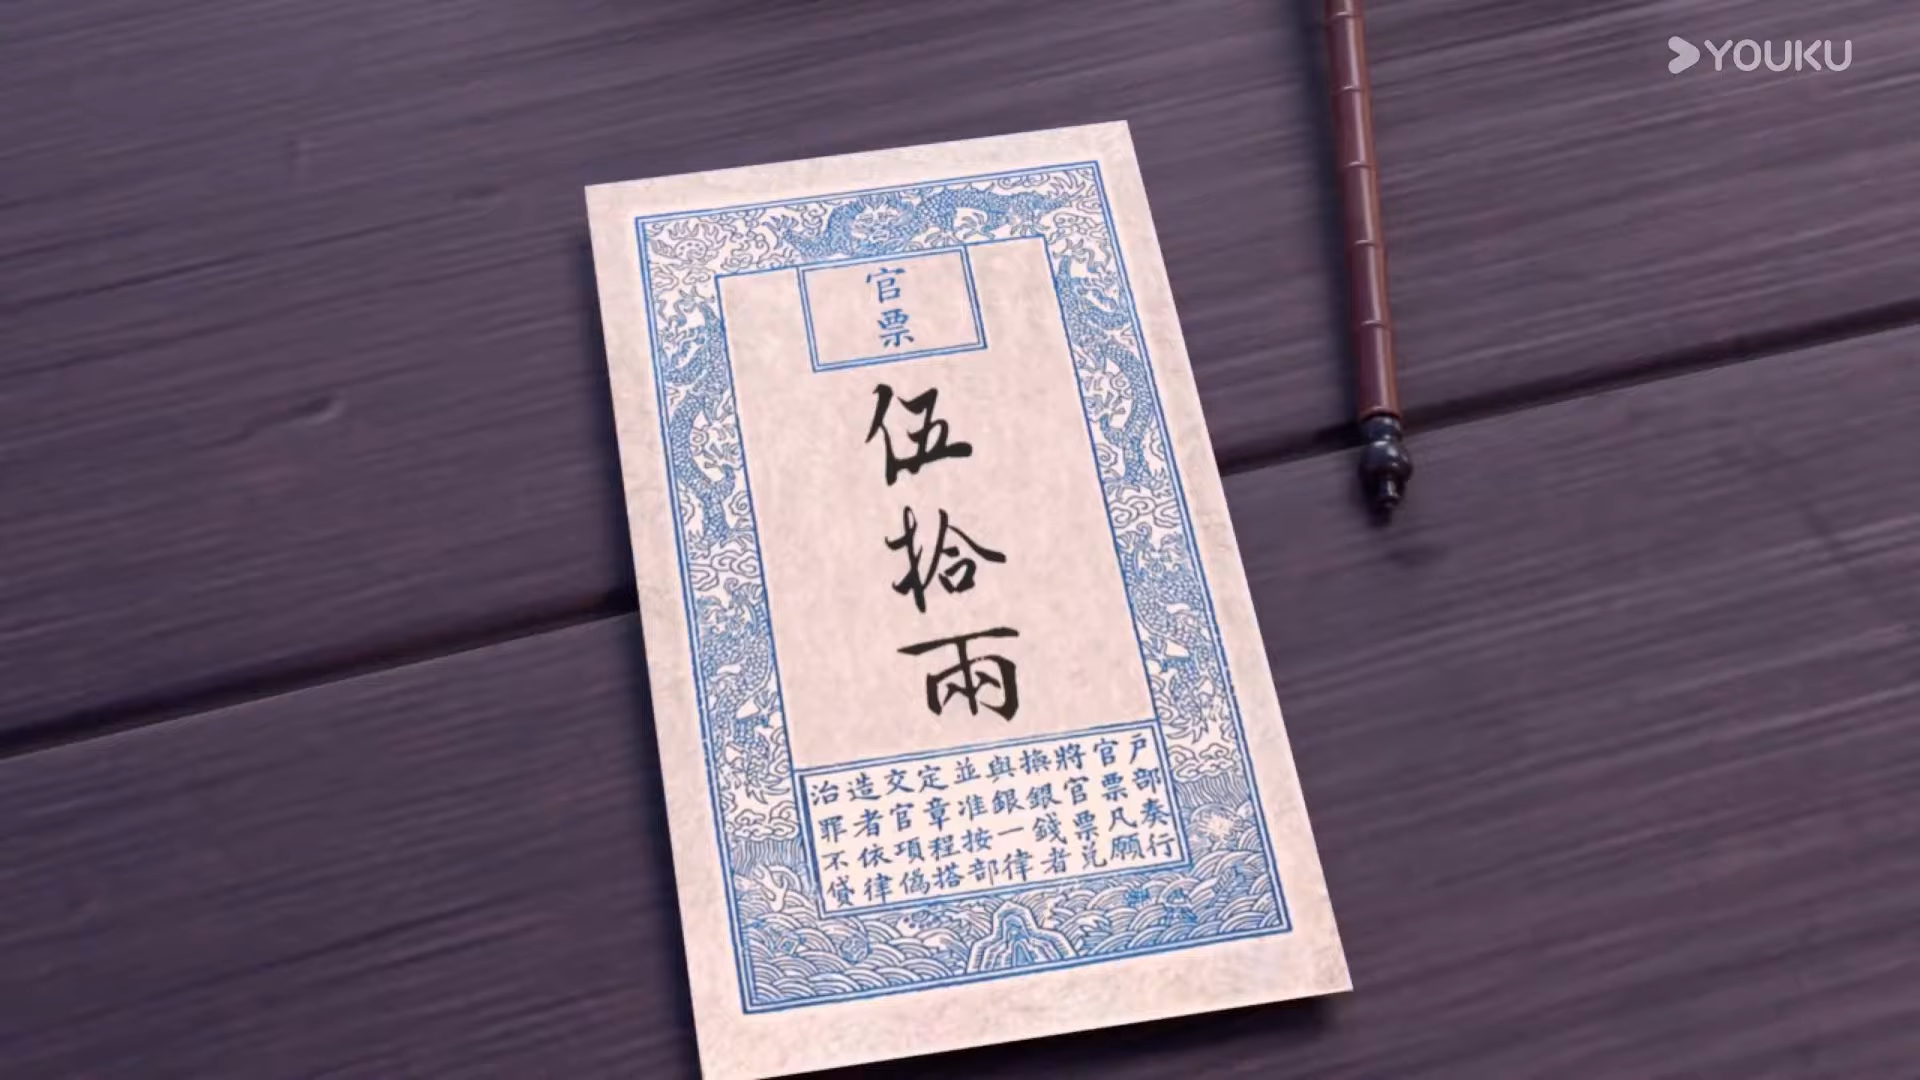 YOUKU
官票
伍拾兩
戶部奏行
官票凡願
將官票兑
換銀錢者
與銀一律
並准按部
定章程搭
交官項偽
造者依律
治罪不貸